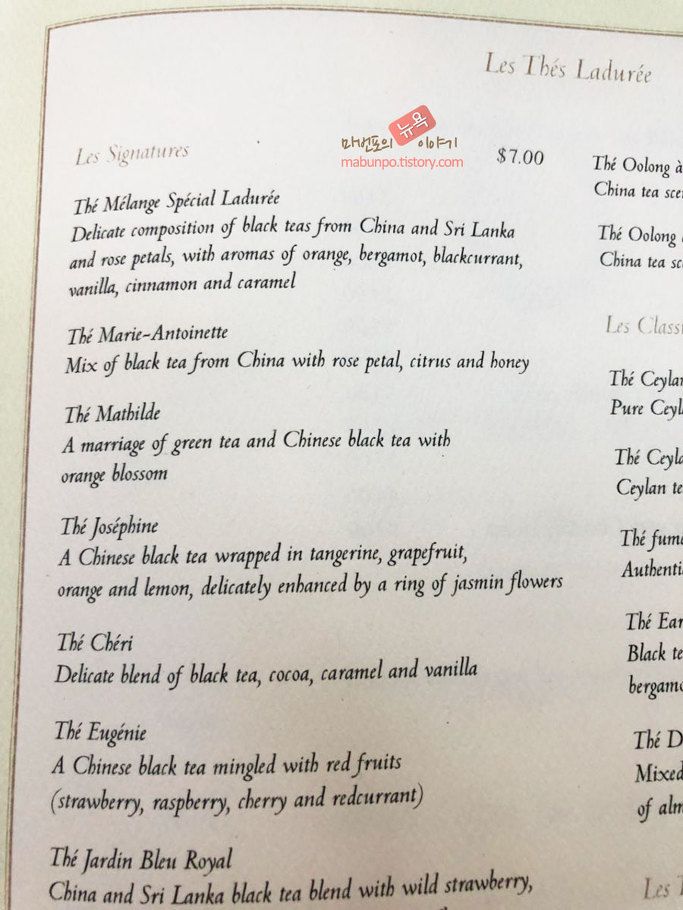 Les Thés Ladurée
마번포의 뉴욕 이야기
mabunpo.tistory.com
Les Signatures
$7.00
Thé Mélange Spécial Ladurée
Delicate composition of black teas from China and Sri Lanka
and rose petals, with aromas of orange, bergamot, blackcurrant,
vanilla, cinnamon and caramel
Thé Marie-Antoinette
Mix of black tea from China with rose petal, citrus and honey
Thé Mathilde
A marriage of green tea and Chinese black tea with
orange blossom
Thé Joséphine
A Chinese black tea wrapped in tangerine, grapefruit,
orange and lemon, delicately enhanced by a ring of jasmin flowers
Thé Chéri
Delicate blend of black tea, cocoa, caramel and vanilla
Thé Eugénie
A Chinese black tea mingled with red fruits
(strawberry, raspberry, cherry and redcurrant)
Thé Jardin Bleu Royal
China and Sri Lanka black tea blend with wild strawberry,
Thé Oolong à
China tea
Thé Oolong
China tea
Les
Thé
Pure
Thé
Ceylan
Thé
Thé
Black
Thé
Mixed
of
Les